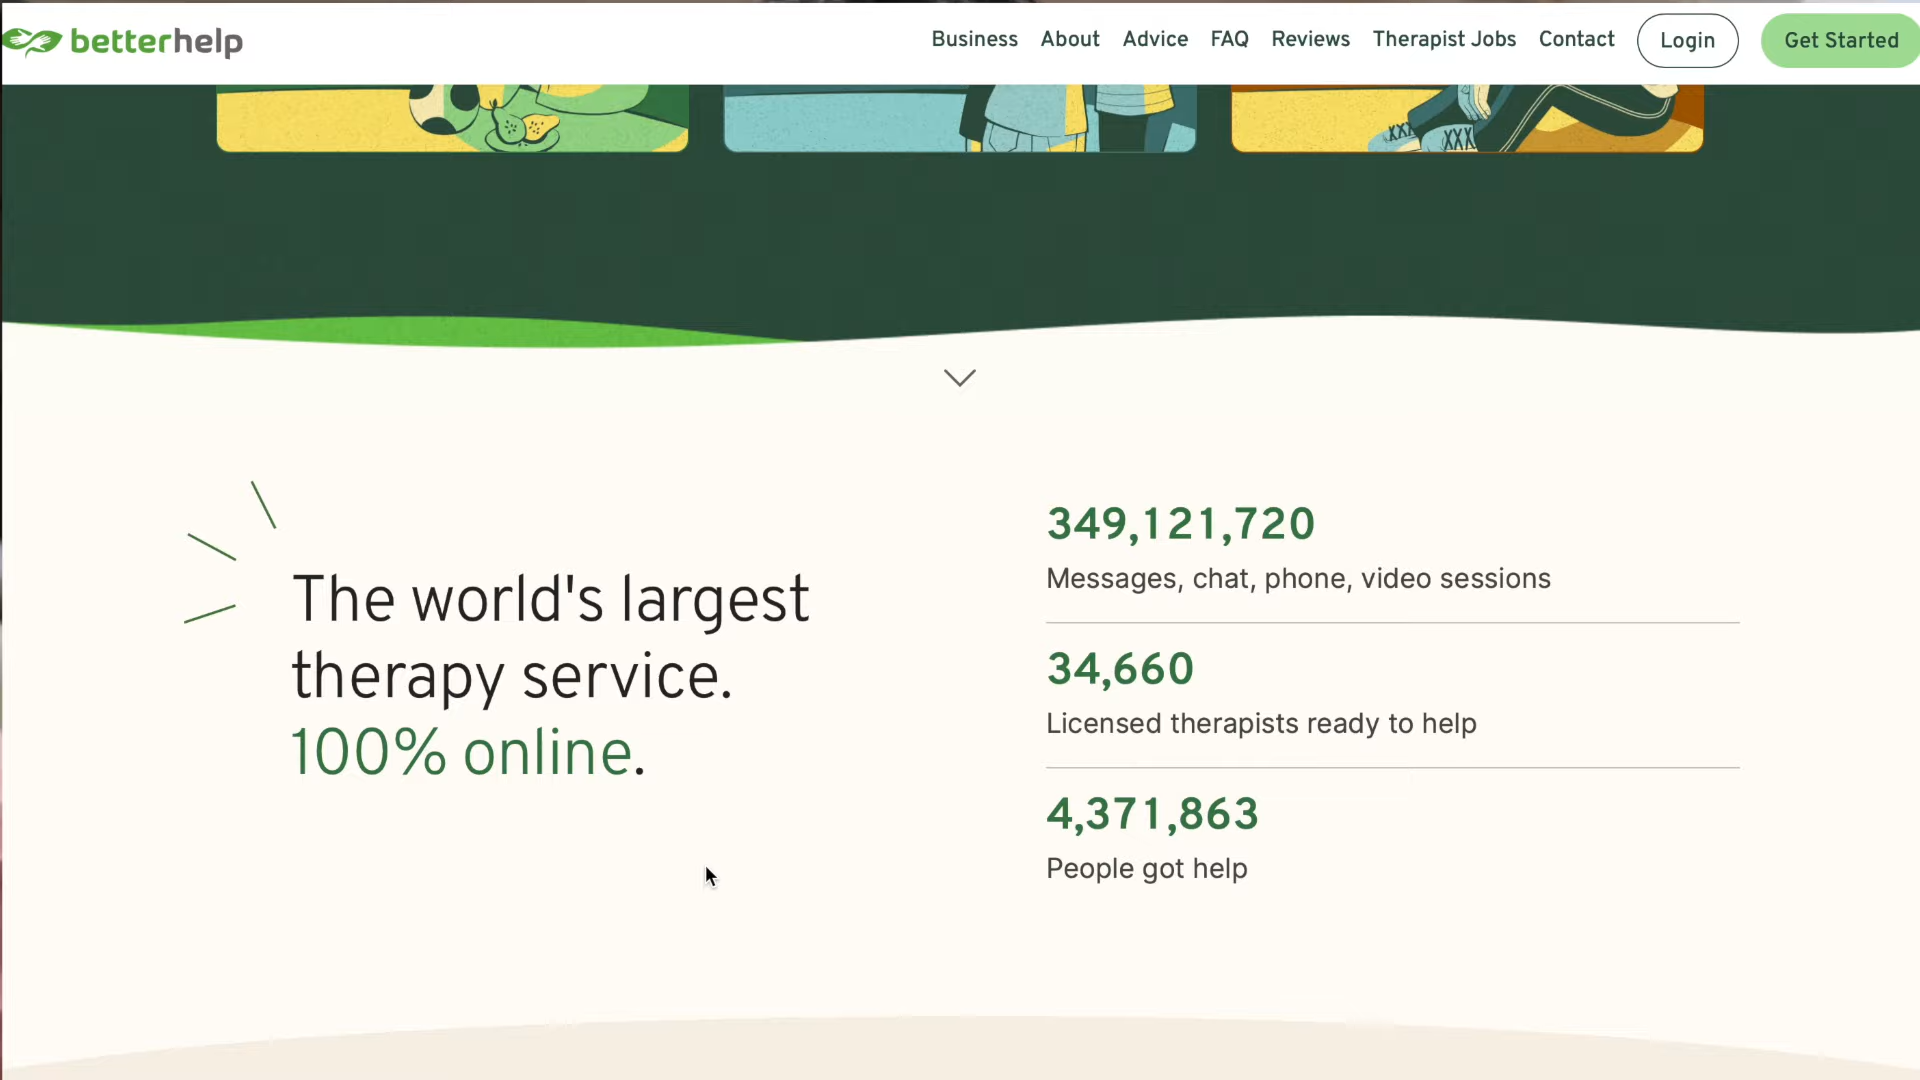 betterhelp
Business About Advice FAQ Reviews Therapist Jobs Contact Login Get Started
The world's largest
therapy service.
100% online.
349,121,720
Messages, chat, phone, video sessions
34,660
Licensed therapists ready to help
4,371,863
People got help